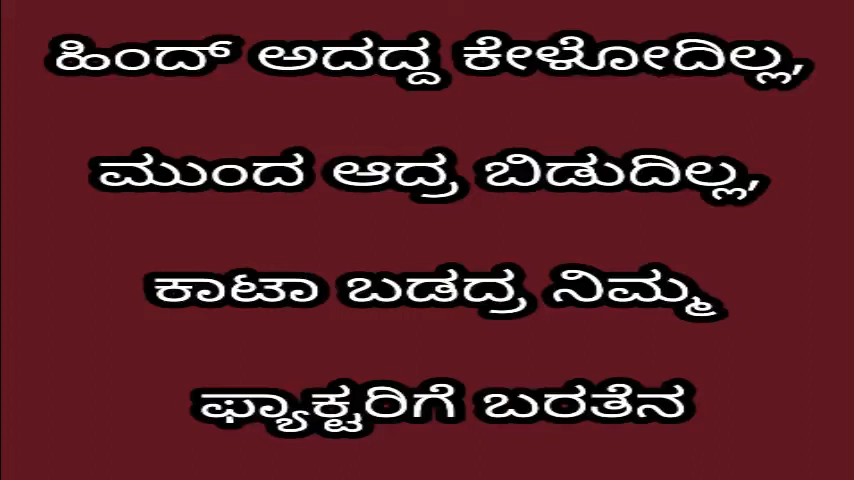 ಹಿಂದ್ ಅದದ್ದ ಕೇಳೋದಿಲ್ಲ,
ಮುಂದ ಆದ್ರ ಬಿಡುದಿಲ್ಲ,
ಕಾಟಾ ಬಡದ್ರ ನಿಮ್ಮ
ಫ್ಯಾಕ್ಟರಿಗೆ ಬರತೆನ